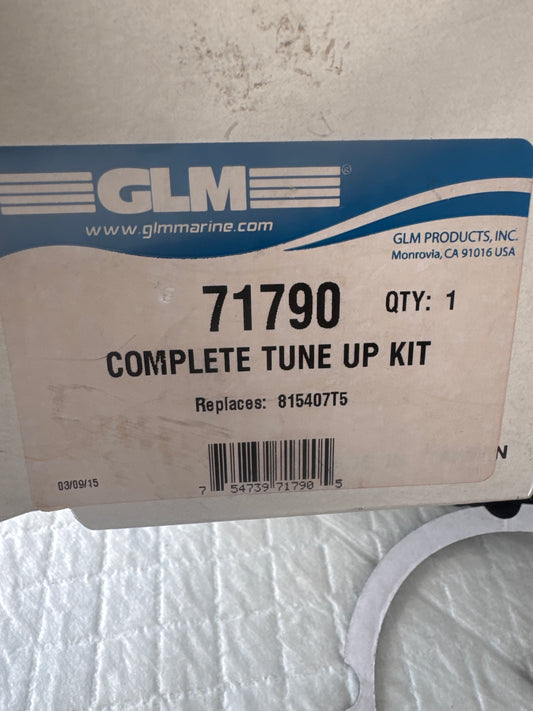 GLM®
www.glmmarine.com
GLM PRODUCTS, INC.
Monrovia, CA 91016 USA
71790 QTY: 1
COMPLETE TUNE UP KIT
Replaces: 815407T5
03/09/15
7 54739 71790 5